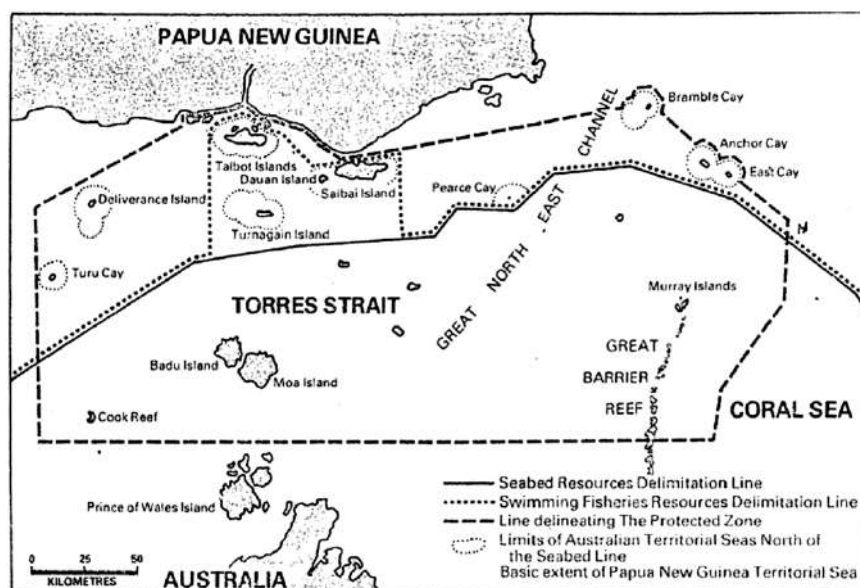 PAPUA NEW GUINEA
Bramble Cay
CHANNEL
Anchor Cay
East Cay
Talbot Islands
Dauan Island
Saibai Island
Pearce Cay
EAST
Deliverance Island
Turnagain Island
NORTH
Turu Cay
TORRES STRAIT
GREAT
Murray Islands
GREAT
BARRIER
REEF
Badu Island
Moa Island
CORAL SEA
Cook Reef
Prince of Wales Island
AUSTRALIA
0 25 50
KILOMETRES
Seabed Resources Delimitation Line
Swimming Fisheries Resources Delimitation Line
Line delineating The Protected Zone
Limits of Australian Territorial Seas North of
the Seabed Line
Basic extent of Papua New Guinea Territorial Sea